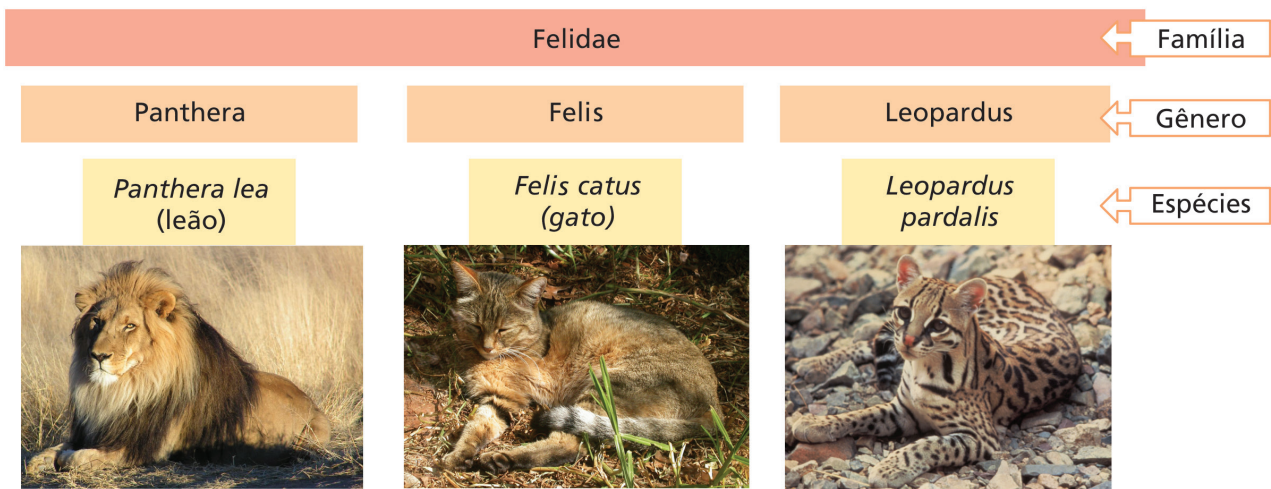 Felidae
Família
Panthera
Felis
Leopardus
Gênero
Panthera lea
(leão)
Felis catus
(gato)
Leopardus
pardalis
Espécies